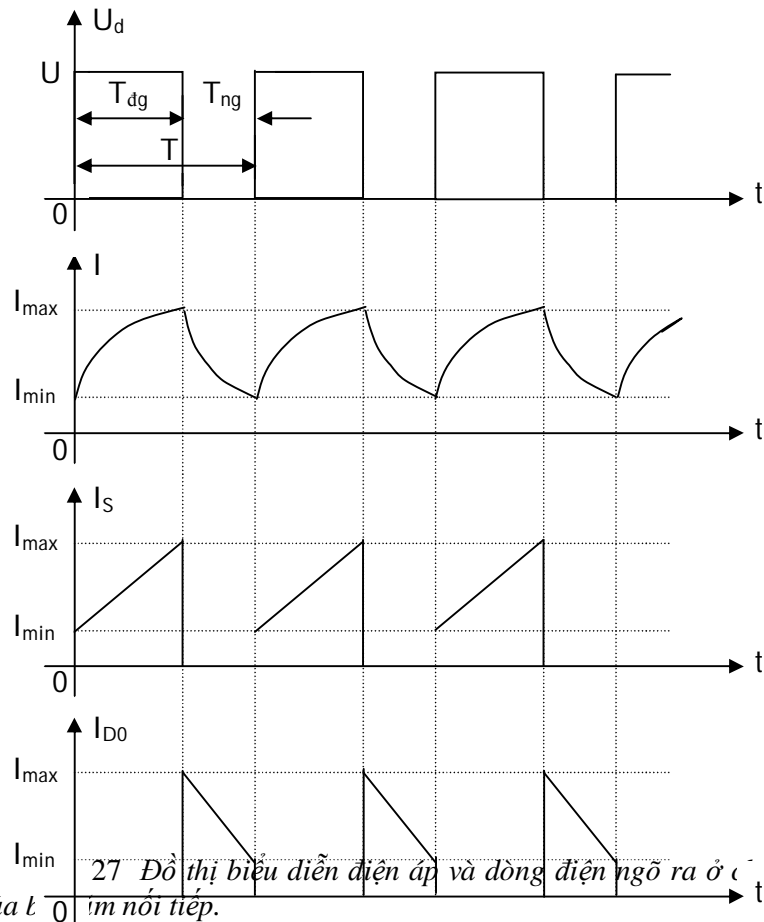 U_d
U
T_đg T_ng
T
t
0
I
I_max
I_min
t
0
I_S
I_max
I_min
t
0
I_D0
I_max
I_min
27 Đồ thị biểu diễn điện áp và dòng điện ngõ ra ở
t
0 nối tiếp.